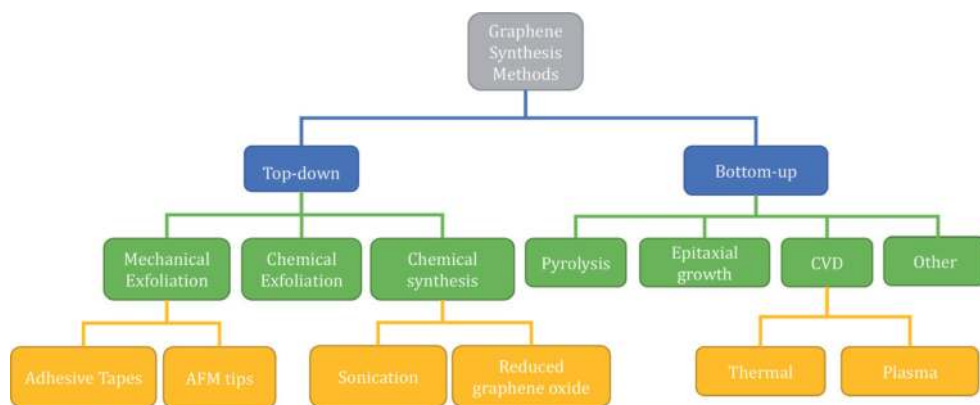 Graphene
Synthesis
Methods
Top-down
Bottom-up
Mechanical
Exfoliation
Chemical
Exfoliation
Chemical
synthesis
Pyrolysis
Epitaxial
growth
CVD
Other
Adhesive Tapes
AFM tips
Sonication
Reduced
graphene oxide
Thermal
Plasma